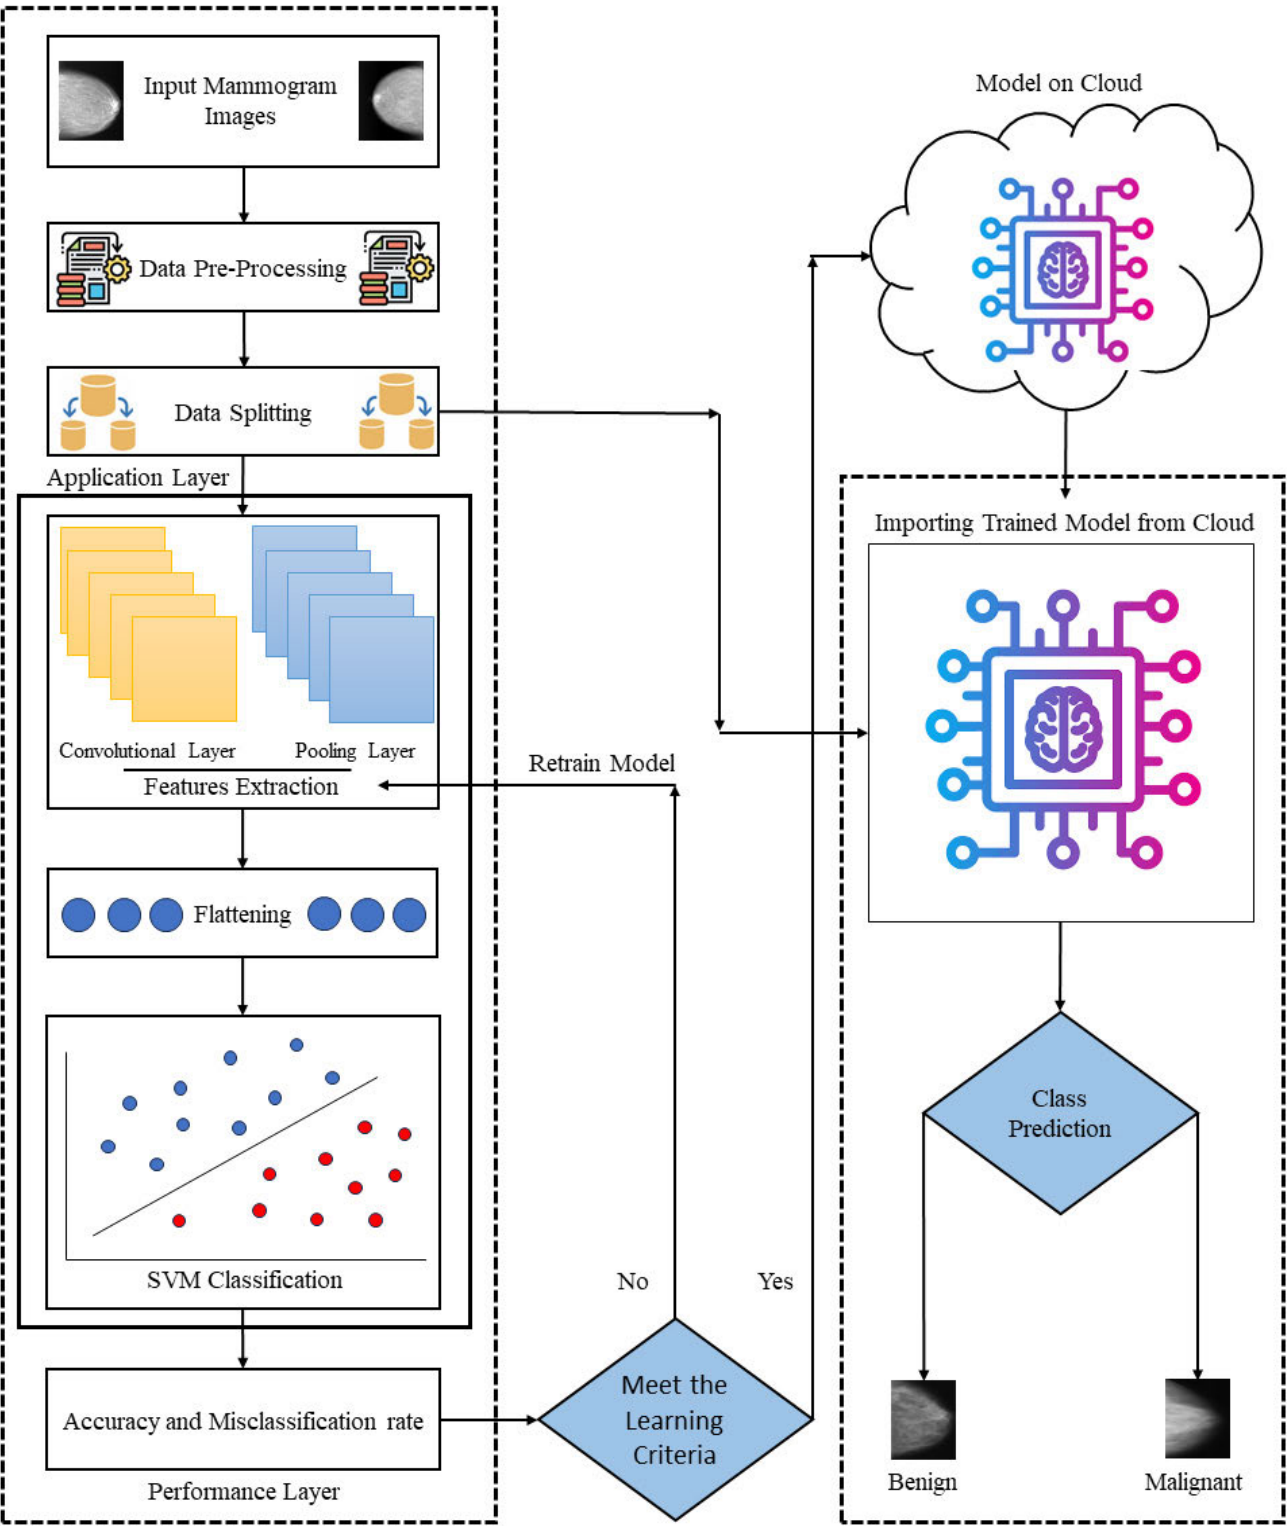 Input Mammogram
Images
Data Pre-Processing
Data Splitting
Application Layer
Convolutional Layer
Pooling Layer
Features Extraction
Flattening
SVM Classification
Accuracy and Misclassification rate
Performance Layer
Retrain Model
No
Yes
Meet the
Learning
Criteria
Model on Cloud
Importing Trained Model from Cloud
Class
Prediction
Benign
Malignant